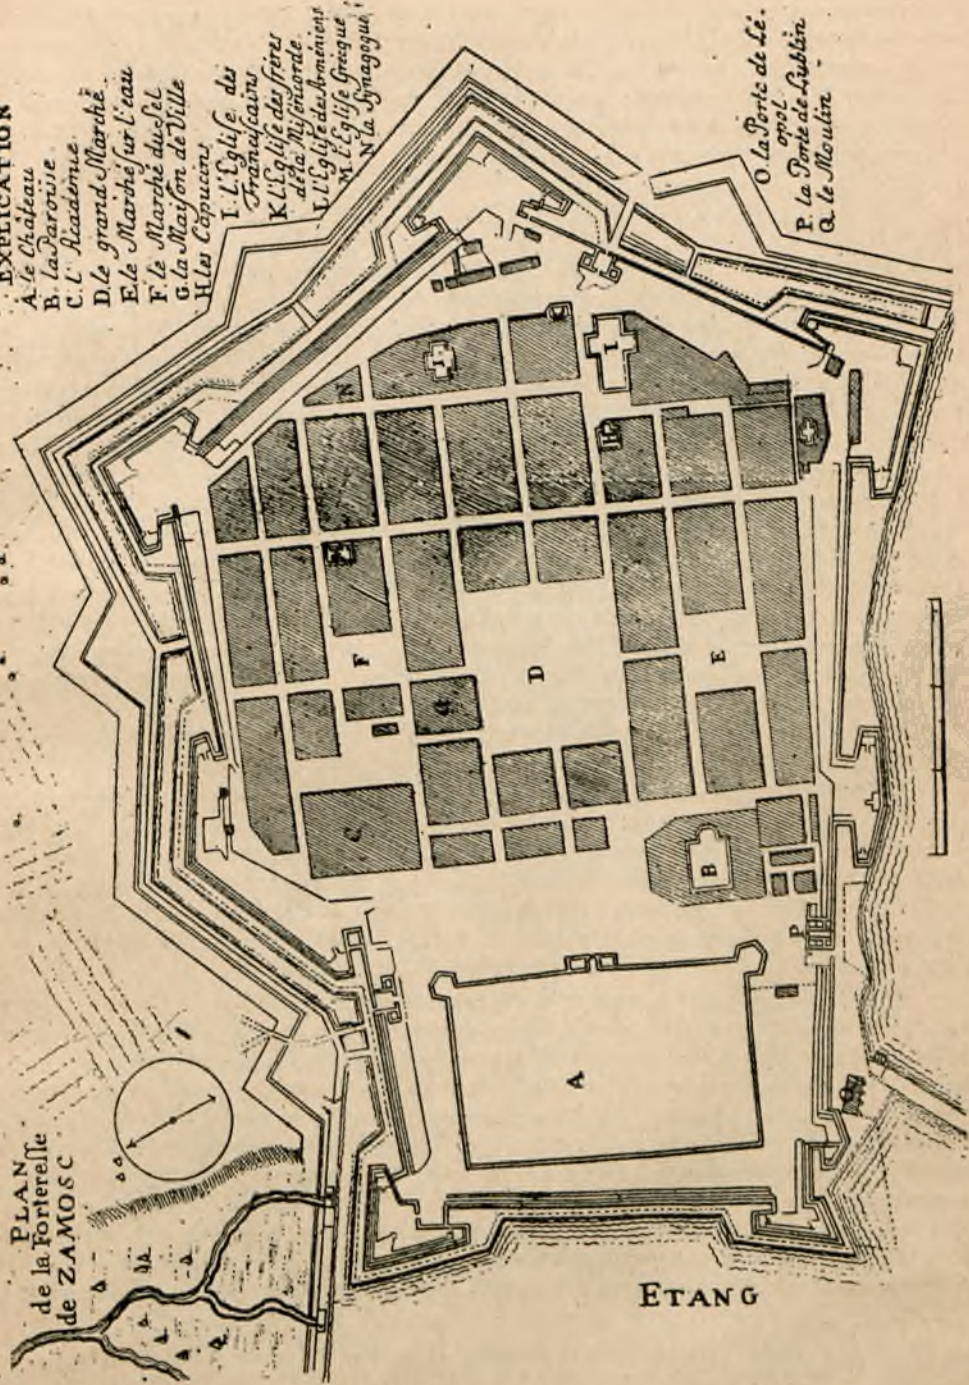 PLAN
de la Forteresse
de ZAMOSC
EXPLICATION
A. le Château
B. la Paroisse
C. l'Académie
D. le grand Marché
E. le Marché sur l'eau
F. le Marché du Sel
G. la Maison de Ville
H. Les Capucins
I. l'Eglise des
Franciscains
K. l'Eglise des frères
de la Miséricorde
L. l'Eglise des Arméniens
M. l'Eglise Grecque
N. la Synagogue
O. la Porte de Lé-
opol
P. la Porte de Lublin
Q. le Moulin
N
I
H
F
G
D
E
C
B
P
A
ETANG